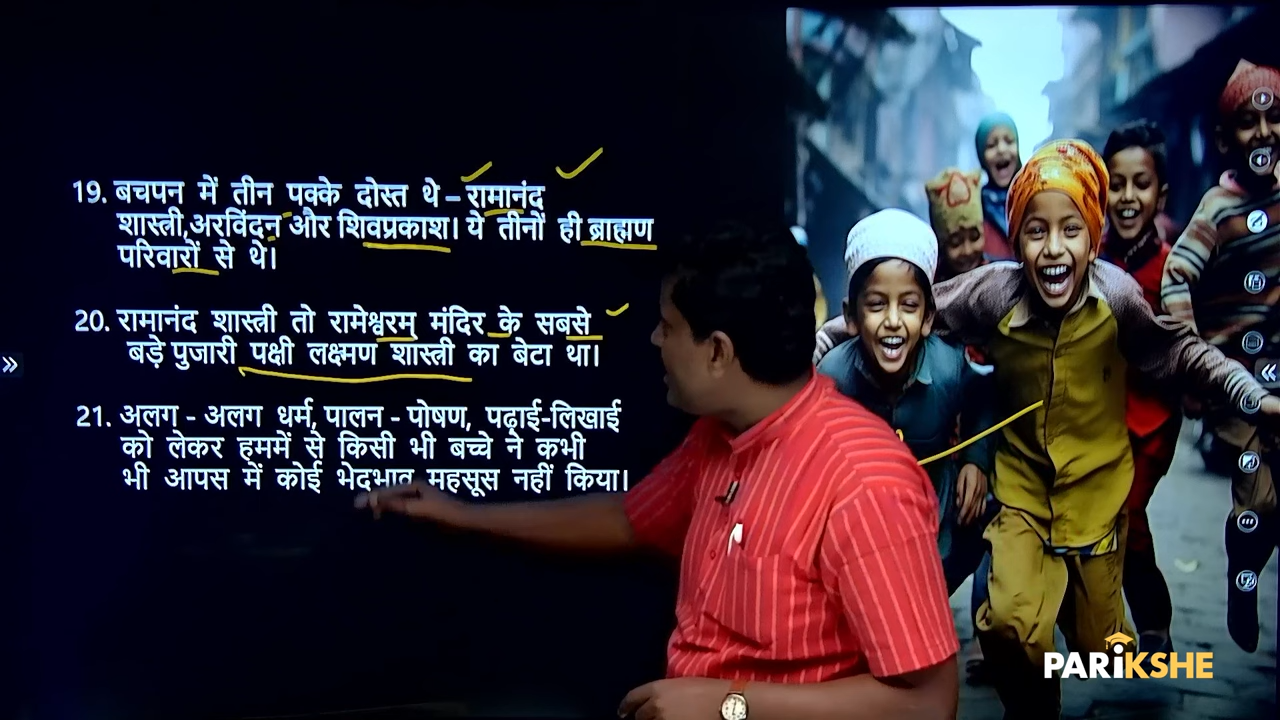 19. बचपन में तीन पक्के दोस्त थे – रामानंद
शास्त्री,अरविंदन और शिवप्रकाश। ये तीनों ही ब्राह्मण
परिवारों से थे।
20. रामानंद शास्त्री तो रामेश्वरम् मंदिर के सबसे
बड़े पुजारी पक्षी लक्ष्मण शास्त्री का बेटा था।
21. अलग - अलग धर्म, पालन - पोषण, पढ़ाई-लिखाई
को लेकर हममें से किसी भी बच्चे ने कभी
भी आपस में कोई भेदभाव महसूस नहीं किया।
PARIKSHE